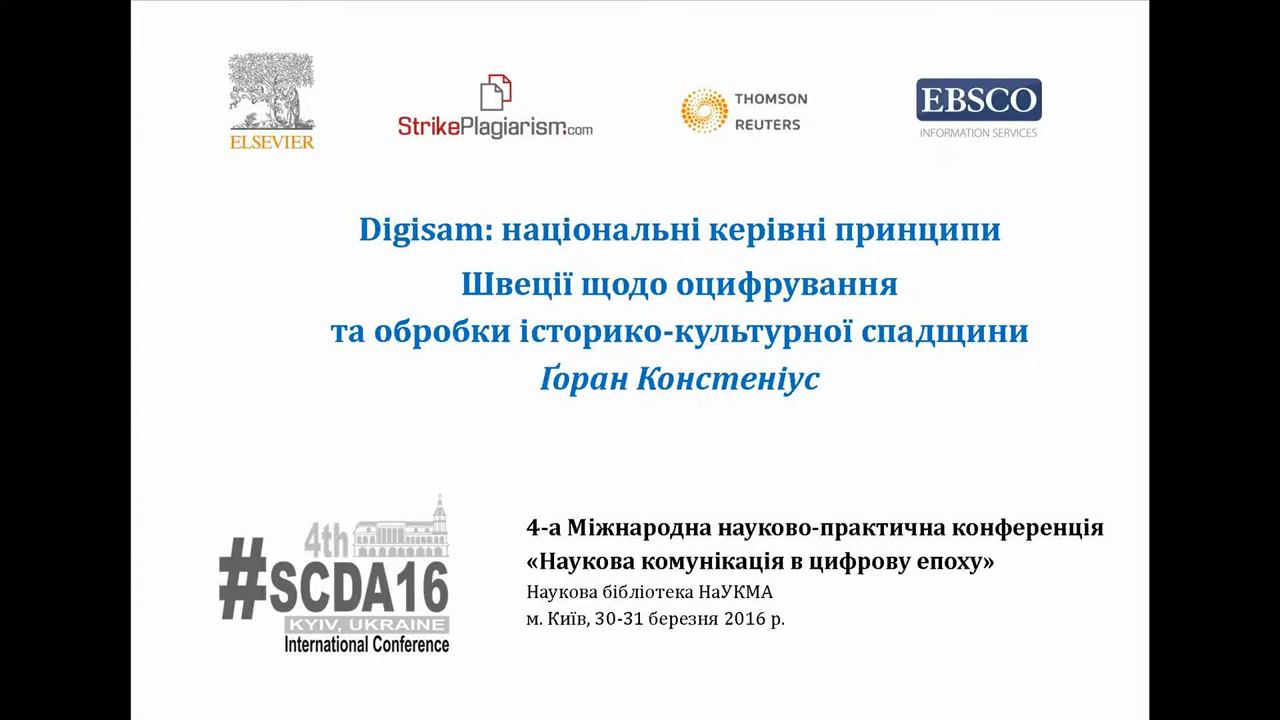 ELSEVIER
StrikePlagiarism.com
THOMSON
REUTERS
EBSCO
INFORMATION SERVICES
Digisam: національні керівні принципи
Швеції щодо оцифрування
та обробки історико-культурної спадщини
Ґоран Констеніус
4th
#SCDA16
KYIV, UKRAINE
International Conference
4-а Міжнародна науково-практична конференція
«Наукова комунікація в цифрову епоху»
Наукова бібліотека НаУКМА
м. Київ, 30-31 березня 2016 р.